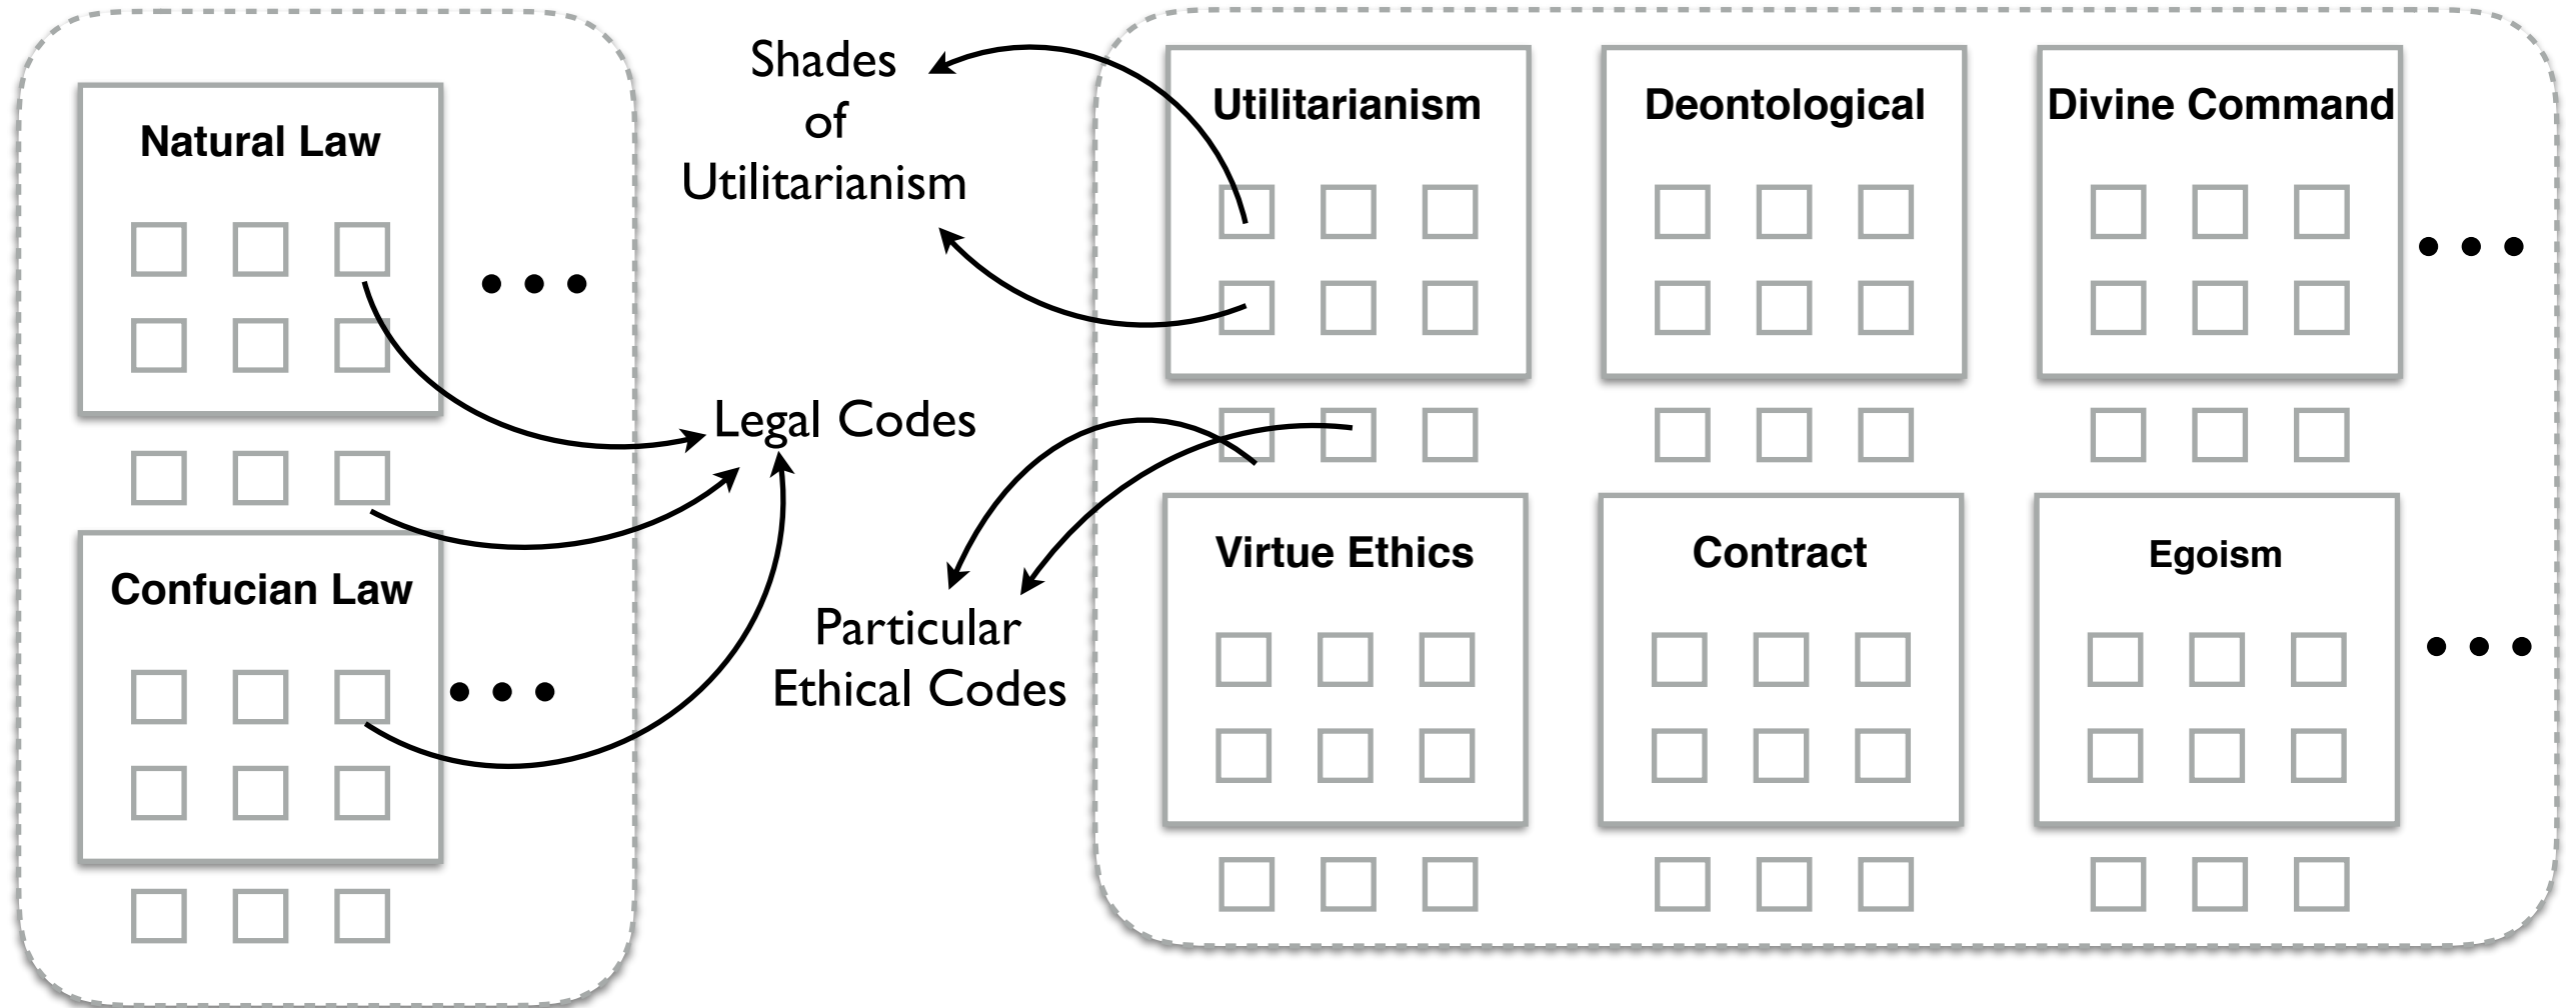 Natural Law
Confucian Law
Shades
of
Utilitarianism
Legal Codes
Particular
Ethical Codes
Utilitarianism
Deontological
Divine Command
Virtue Ethics
Contract
Egoism